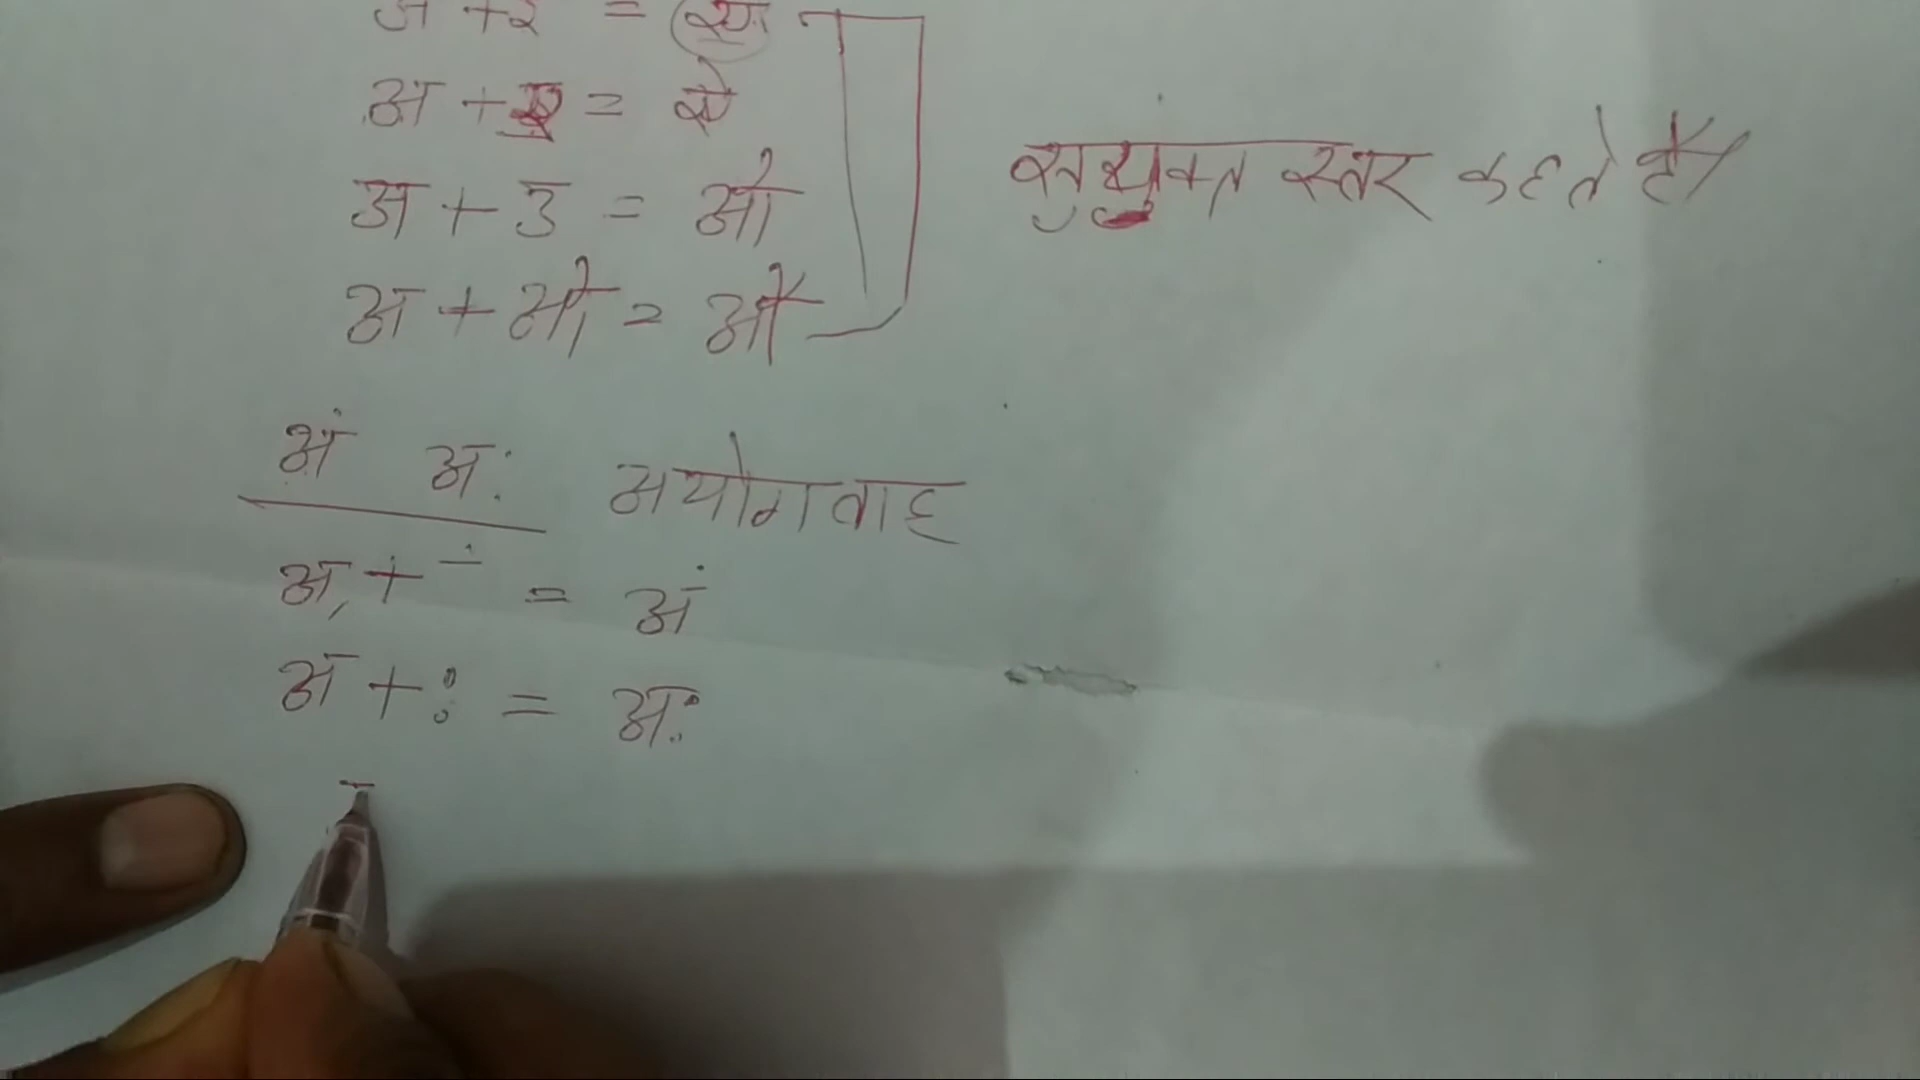 अ + इ = ए
अ + ए = ऐ
अ + उ = ओ
अ + ओ = औ
संयुक्त स्वर कहते हैं
अं अः अयोगवाह
अ + ं = अं
अ + ः = अः